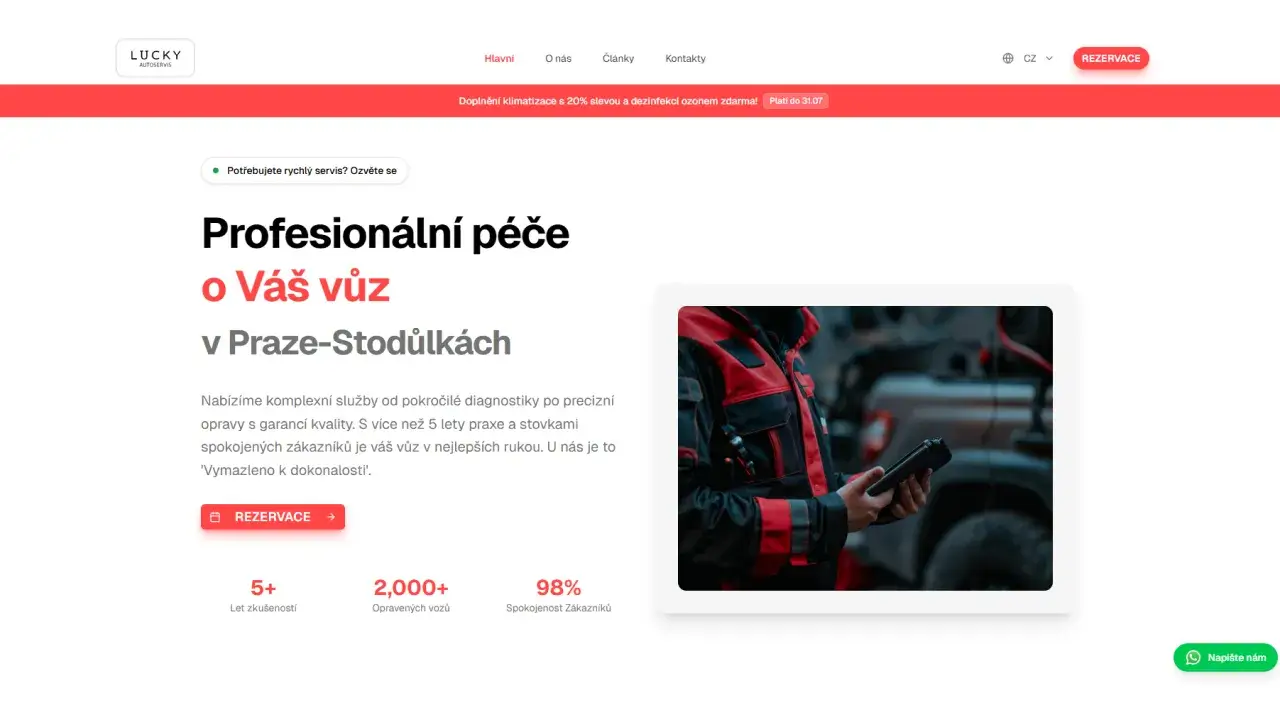 LUCKY
AUTOSERVIS
Hlavní
O nás
Články
Kontakty
CZ
REZERVACE
Doplnění klimatizace s 20% slevou a dezinfekcí ozonem zdarma! Platí do 31.07
Potřebujete rychlý servis? Ozvěte se
Profesionální péče
o Váš vůz
v Praze-Stodůlkách
Nabízíme komplexní služby od pokročilé diagnostiky po precizní
opravy s garancí kvality. S více než 5 lety praxe a stovkami
spokojených zákazníků je váš vůz v nejlepších rukou. U nás je to
'Vymazleno k dokonalosti'.
REZERVACE
5+
Let zkušeností
2,000+
Opravených vozů
98%
Spokojenost Zákazníků
Napište nám